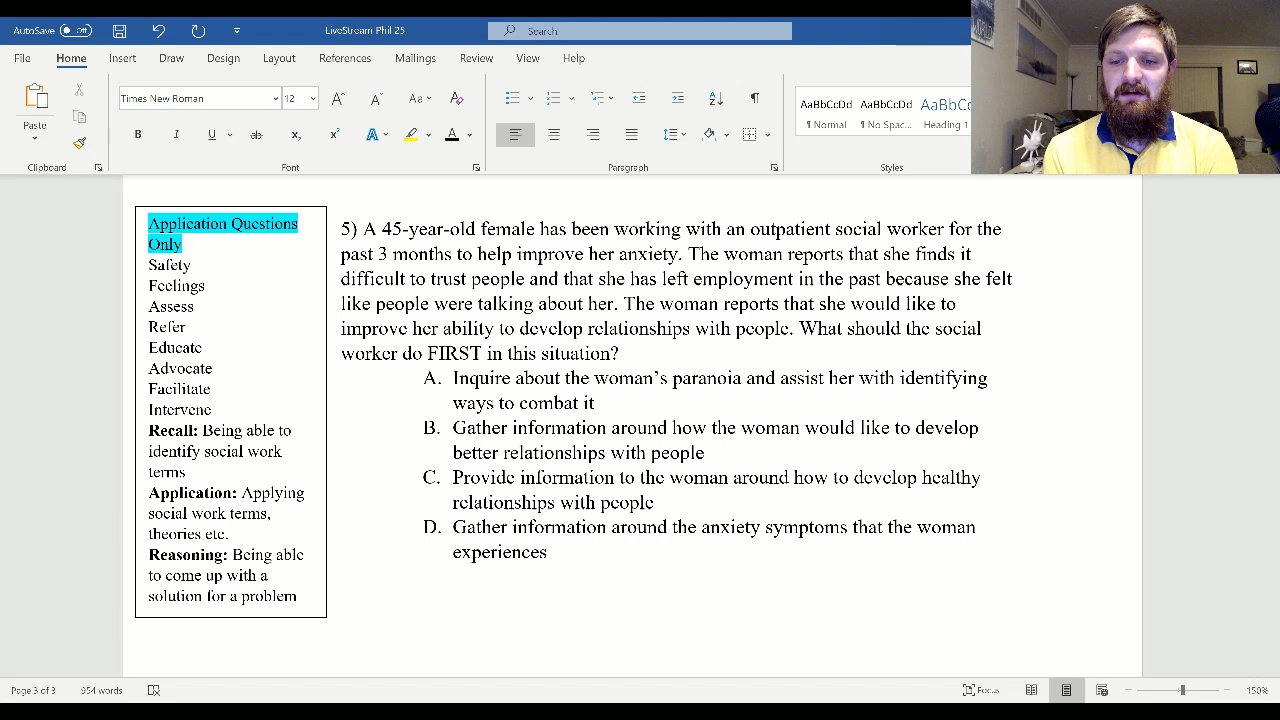 AutoSave Off LiveStream Phil 25 Search
File Home Insert Draw Design Layout References Mailings Review View Help
Times New Roman 12 Aa
AaBbCcDd AaBbCcDd AaBbCc
Paste B I U ab x₂ x² A A
¶ Normal ¶ No Spac... Heading 1
Clipboard Font Paragraph Styles
Application Questions
Only
Safety
Feelings
Assess
Refer
Educate
Advocate
Facilitate
Intervene
Recall: Being able to
identify social work
terms
Application: Applying
social work terms,
theories etc.
Reasoning: Being able
to come up with a
solution for a problem
5) A 45-year-old female has been working with an outpatient social worker for the
past 3 months to help improve her anxiety. The woman reports that she finds it
difficult to trust people and that she has left employment in the past because she felt
like people were talking about her. The woman reports that she would like to
improve her ability to develop relationships with people. What should the social
worker do FIRST in this situation?
A. Inquire about the woman's paranoia and assist her with identifying
ways to combat it
B. Gather information around how the woman would like to develop
better relationships with people
C. Provide information to the woman around how to develop healthy
relationships with people
D. Gather information around the anxiety symptoms that the woman
experiences
Page 3 of 3 954 words Focus 150%